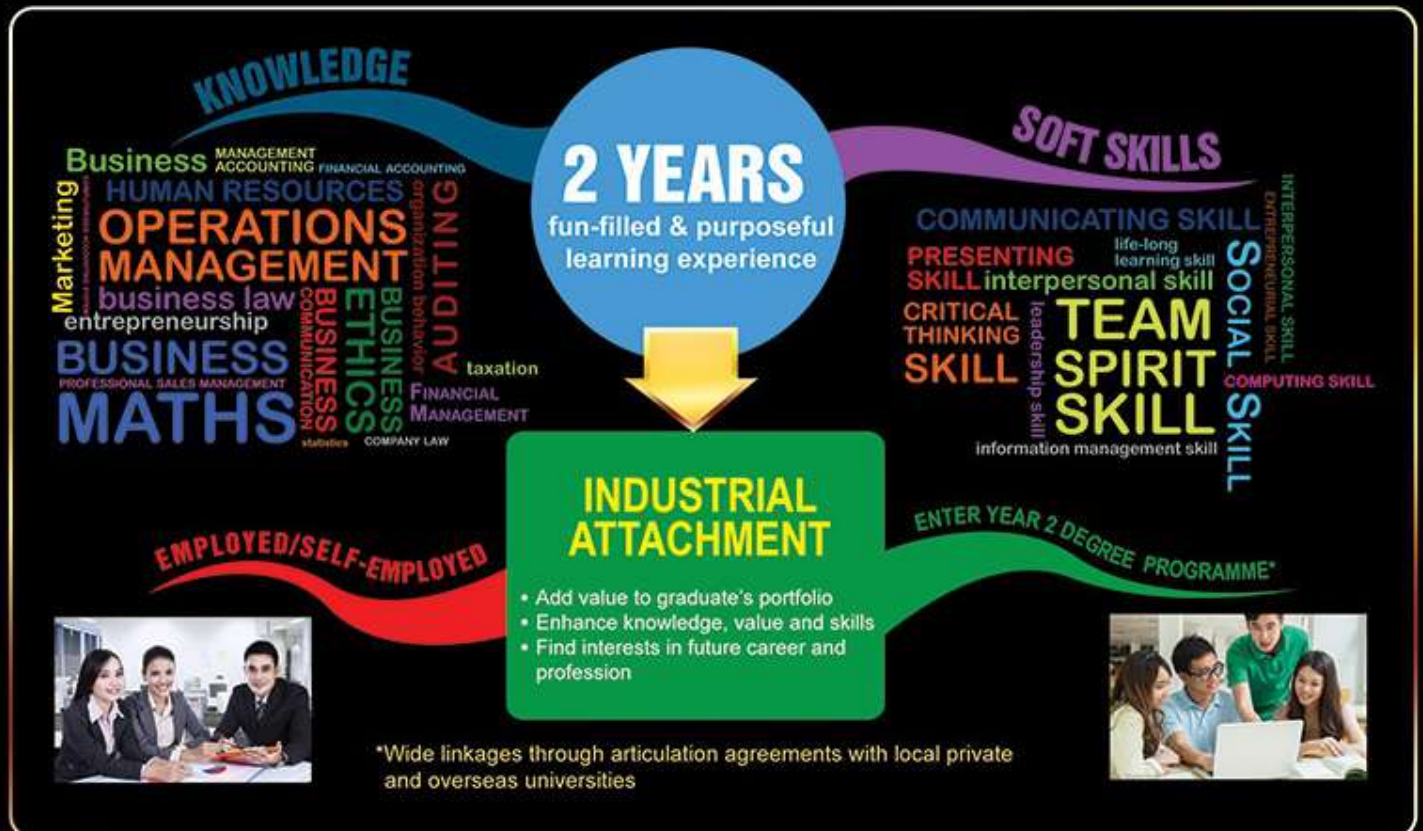 KNOWLEDGE
Business
MANAGEMENT
ACCOUNTING
FINANCIAL ACCOUNTING
Marketing
HUMAN RESOURCES
OPERATIONS
MANAGEMENT
organization behavior
AUDITING
business law
entrepreneurship
BUSINESS
PROFESSIONAL SALES MANAGEMENT
MATHS
COMMUNICATION
BUSINESS
ETHICS
BUSINESS
taxation
FINANCIAL
MANAGEMENT
statistics
COMPANY LAW
2 YEARS
fun-filled & purposeful
learning experience
SOFT SKILLS
COMMUNICATING SKILL
PRESENTING
SKILL
life-long
learning skill
interpersonal skill
CRITICAL
THINKING
SKILL
leadership skill
TEAM
SPIRIT
SKILL
SOCIAL SKILL
ENTREPRENEURIAL SKILL
INTERPERSONAL SKILL
COMPUTING SKILL
information management skill
INDUSTRIAL
ATTACHMENT
• Add value to graduate's portfolio
• Enhance knowledge, value and skills
• Find interests in future career and
profession
EMPLOYED/SELF-EMPLOYED
ENTER YEAR 2 DEGREE PROGRAMME*
*Wide linkages through articulation agreements with local private
and overseas universities